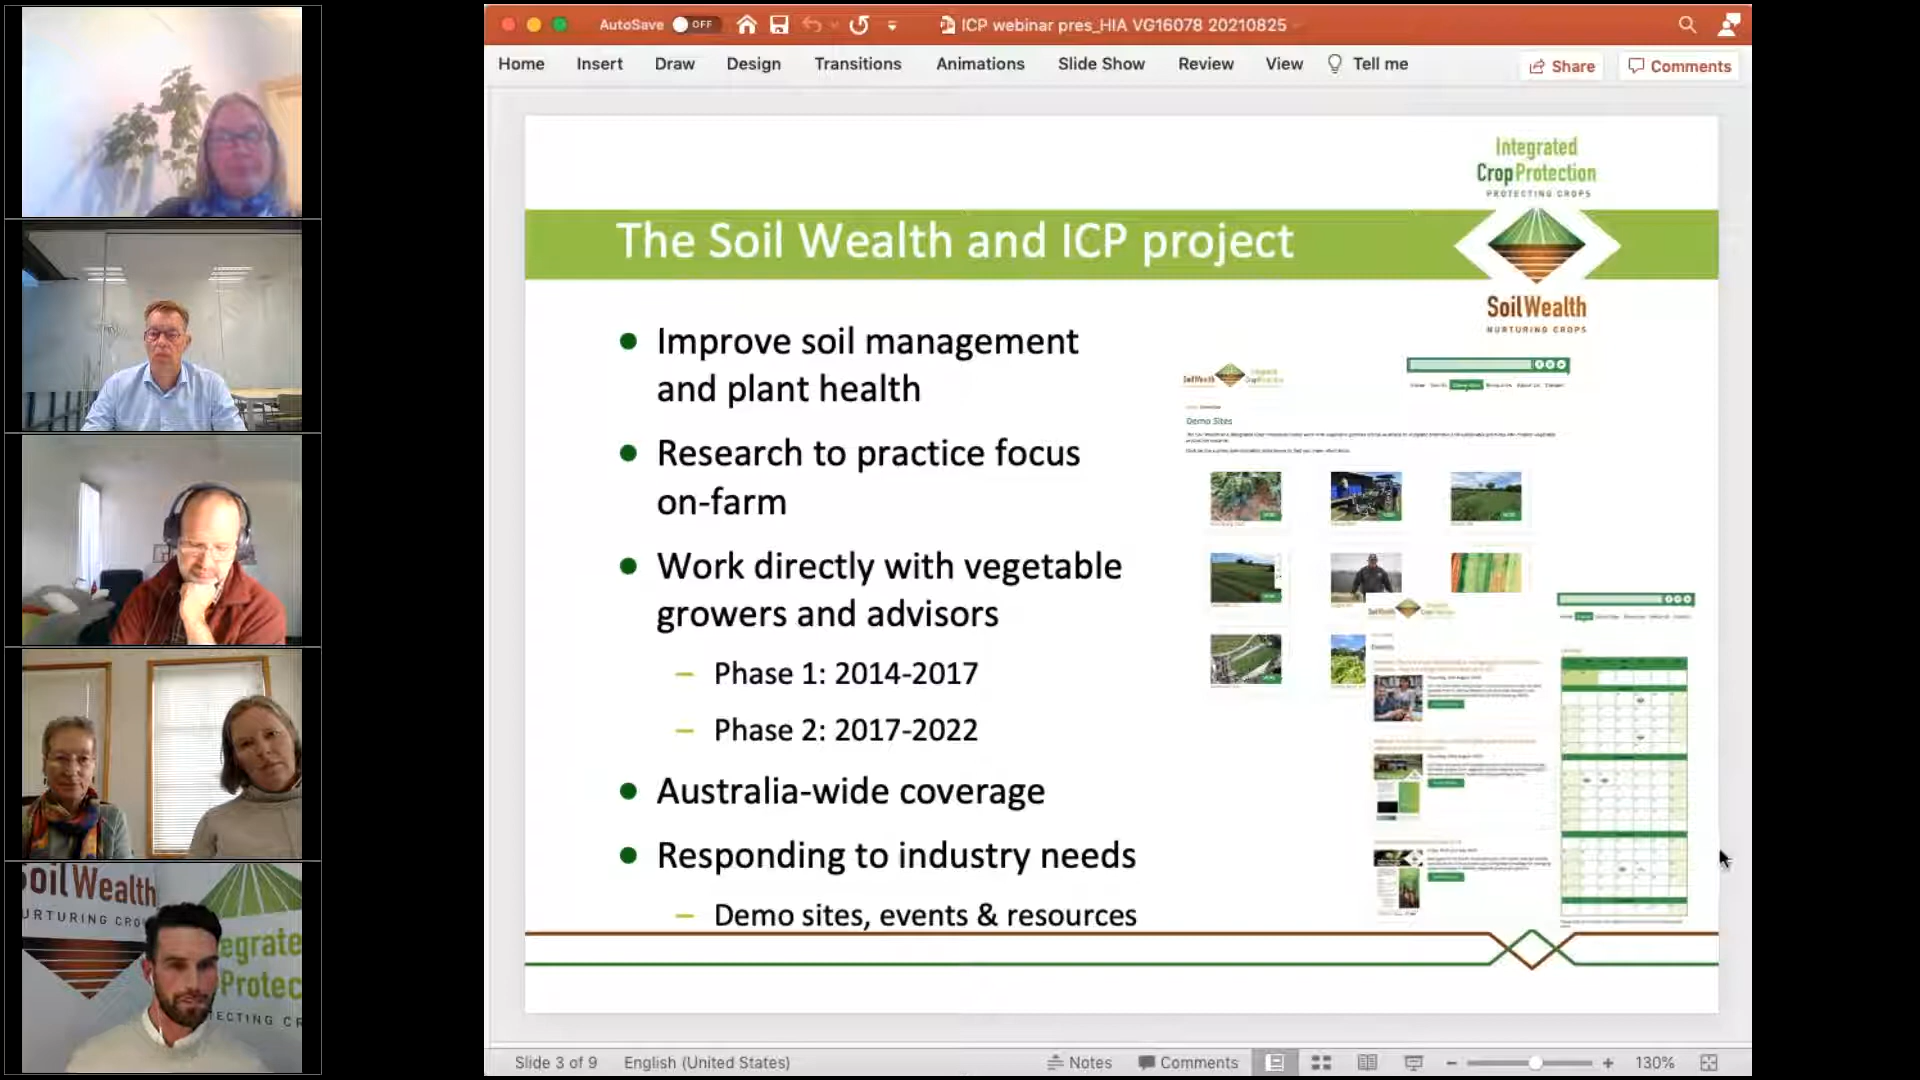 AutoSave OFF
ICP webinar pres_HIA VG16078 20210825
Home Insert Draw Design Transitions Animations Slide Show Review View Tell me
Share Comments
Integrated
Crop Protection
PROTECTING CROPS
The Soil Wealth and ICP project
Soil Wealth
NURTURING CROPS
Improve soil management
and plant health
Research to practice focus
on-farm
Work directly with vegetable
growers and advisors
– Phase 1: 2014-2017
– Phase 2: 2017-2022
Australia-wide coverage
Responding to industry needs
– Demo sites, events & resources
Demo Sites
Slide 3 of 9 English (United States) Notes Comments 130%
oil Wealth
URTURING CRO
egrate
Protec
TECTING CR